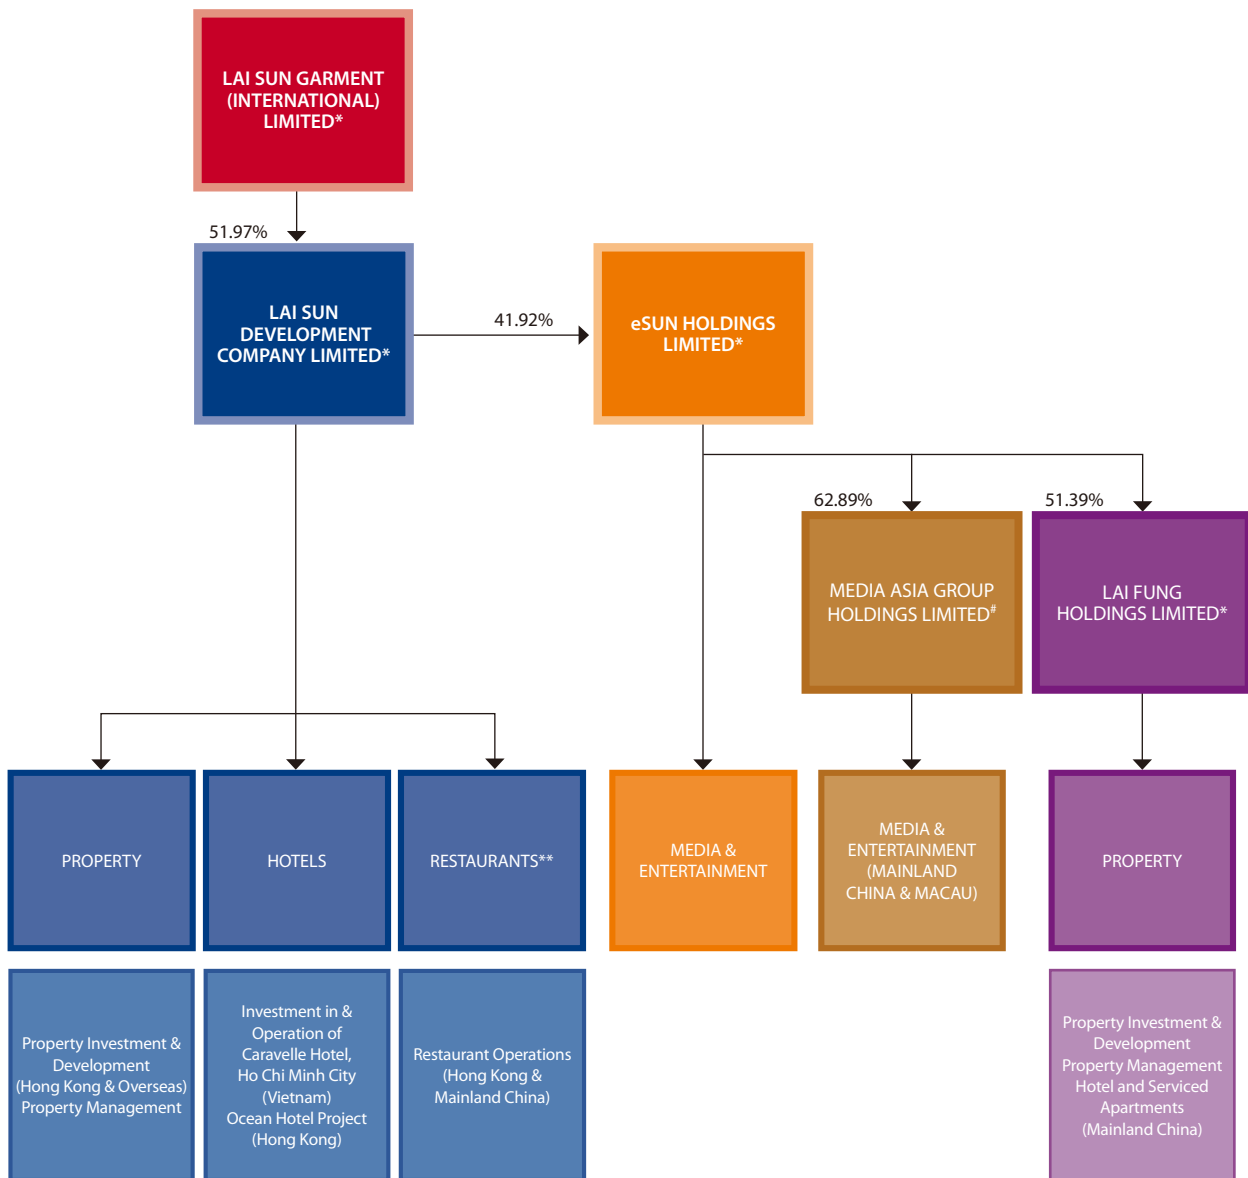 LAI SUN GARMENT
(INTERNATIONAL)
LIMITED*
51.97%
LAI SUN
DEVELOPMENT
COMPANY LIMITED*
41.92%
eSUN HOLDINGS
LIMITED*
62.89%
51.39%
MEDIA ASIA GROUP
HOLDINGS LIMITED#
LAI FUNG
HOLDINGS LIMITED*
PROPERTY
HOTELS
RESTAURANTS**
MEDIA &
ENTERTAINMENT
MEDIA &
ENTERTAINMENT
(MAINLAND
CHINA & MACAU)
PROPERTY
Property Investment &
Development
(Hong Kong & Overseas)
Property Management
Investment in &
Operation of
Caravelle Hotel,
Ho Chi Minh City
(Vietnam)
Ocean Hotel Project
(Hong Kong)
Restaurant Operations
(Hong Kong &
Mainland China)
Property Investment &
Development
Property Management
Hotel and Serviced
Apartments
(Mainland China)